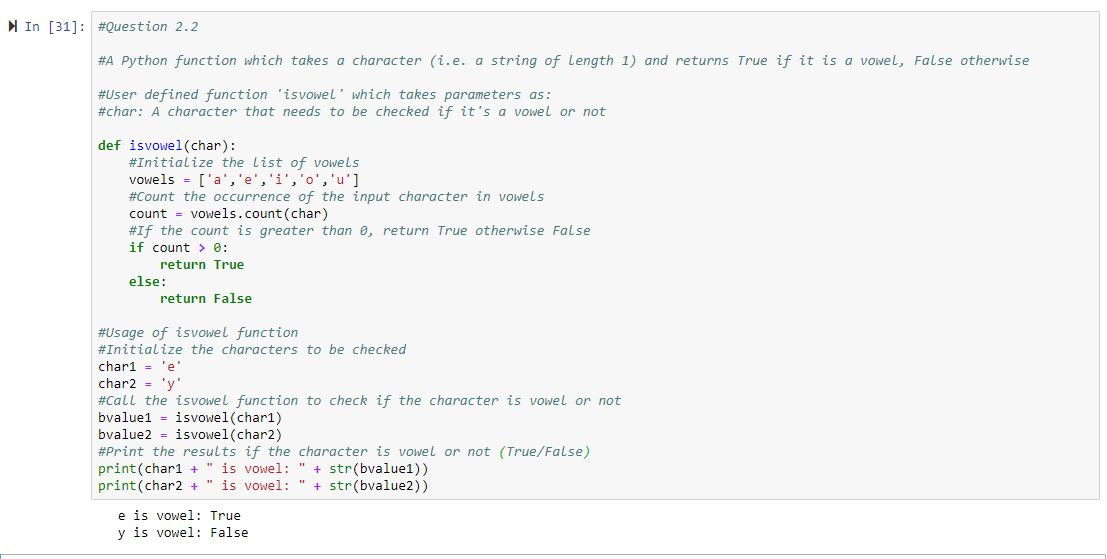 In [31]: #Question 2.2
#A Python function which takes a character (i.e. a string of length 1) and returns True if it is a vowel, False otherwise
#User defined function 'isvowel' which takes parameters as:
#char: A character that needs to be checked if it's a vowel or not
def isvowel(char):
    #Initialize the list of vowels
    vowels = ['a','e','i','o','u']
    #Count the occurrence of the input character in vowels
    count = vowels.count(char)
    #If the count is greater than 0, return True otherwise False
    if count > 0:
        return True
    else:
        return False
#Usage of isvowel function
#Initialize the characters to be checked
char1 = 'e'
char2 = 'y'
#Call the isvowel function to check if the character is vowel or not
bvalue1 = isvowel(char1)
bvalue2 = isvowel(char2)
#Print the results if the character is vowel or not (True/False)
print(char1 + " is vowel: " + str(bvalue1))
print(char2 + " is vowel: " + str(bvalue2))
e is vowel: True
y is vowel: False